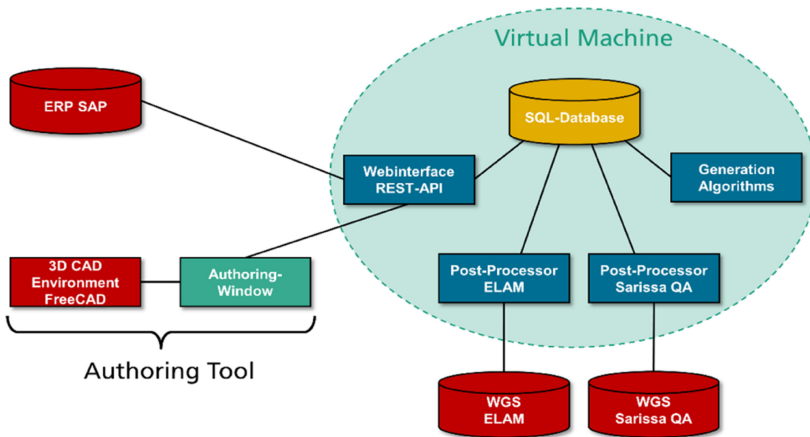 Virtual Machine
ERP SAP
SQL-Database
Webinterface
REST-API
Generation
Algorithms
3D CAD
Environment
FreeCAD
Authoring-
Window
Post-Processor
ELAM
Post-Processor
Sarissa QA
Authoring Tool
WGS
ELAM
WGS
Sarissa QA